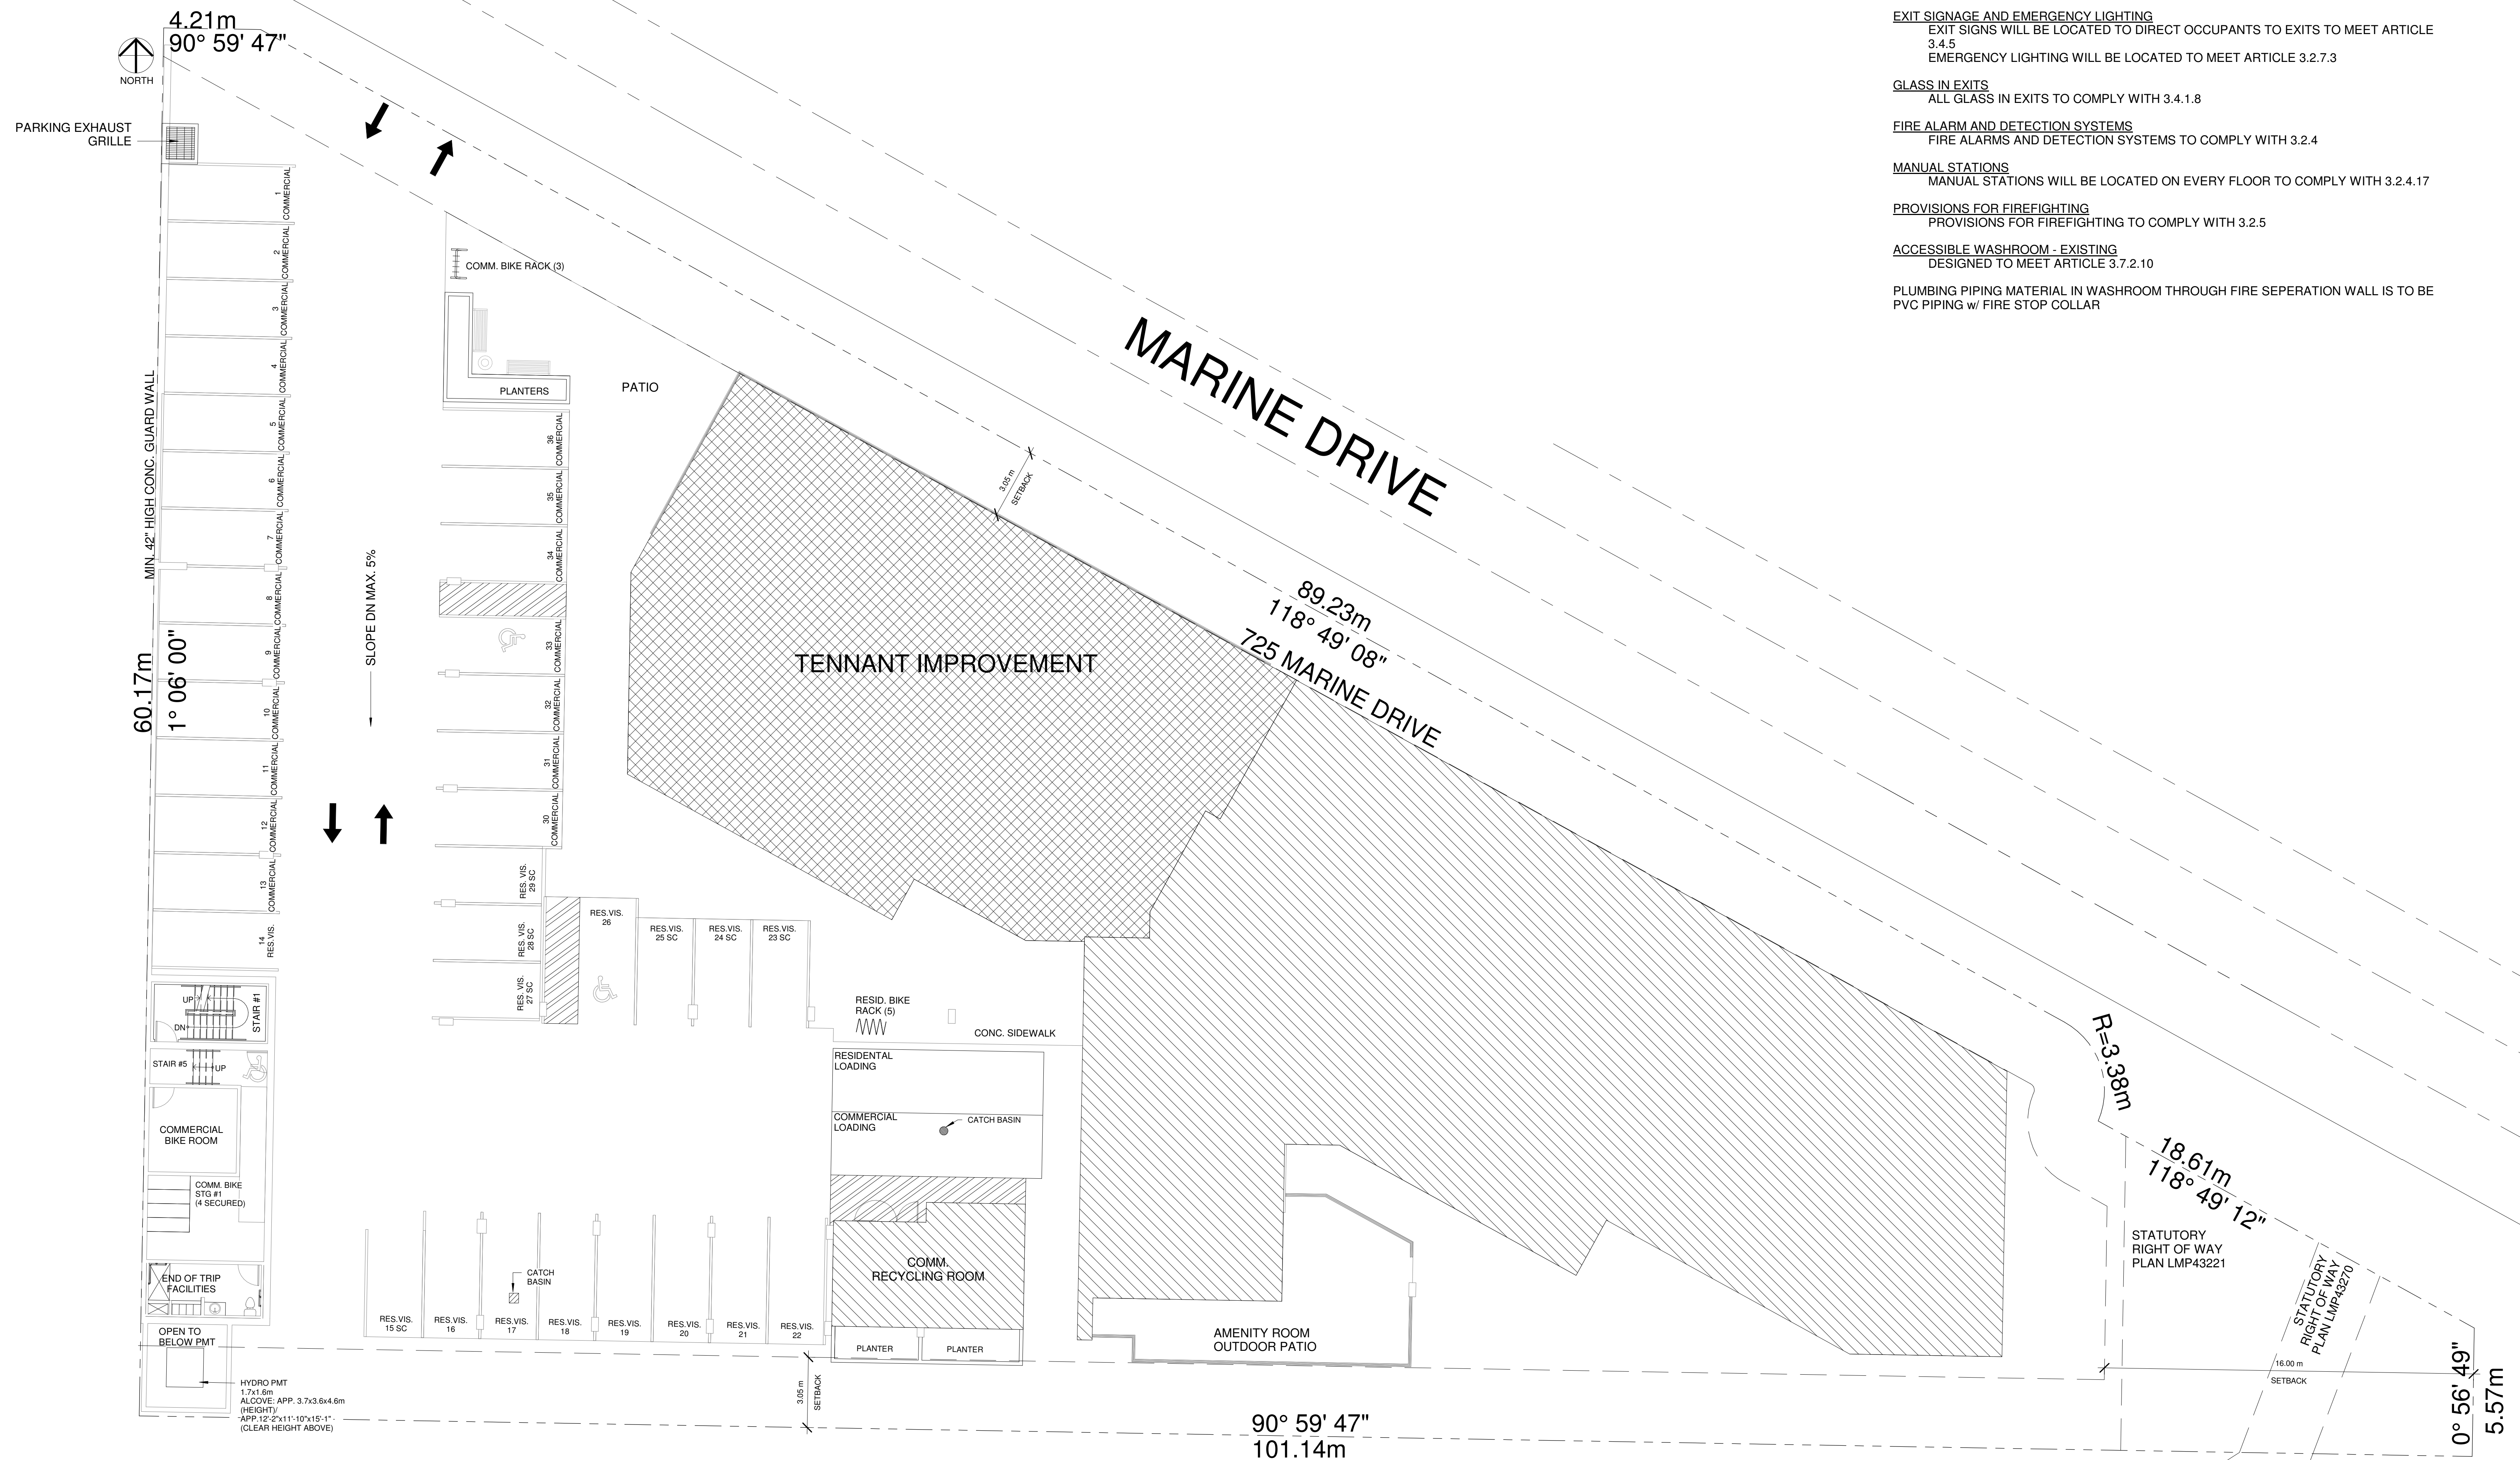 4.21m
90° 59' 47"
NORTH
PARKING EXHAUST
GRILLE
EXIT SIGNAGE AND EMERGENCY LIGHTING
EXIT SIGNS WILL BE LOCATED TO DIRECT OCCUPANTS TO EXITS TO MEET ARTICLE
3.4.5
EMERGENCY LIGHTING WILL BE LOCATED TO MEET ARTICLE 3.2.7.3
GLASS IN EXITS
ALL GLASS IN EXITS TO COMPLY WITH 3.4.1.8
FIRE ALARM AND DETECTION SYSTEMS
FIRE ALARMS AND DETECTION SYSTEMS TO COMPLY WITH 3.2.4
MANUAL STATIONS
MANUAL STATIONS WILL BE LOCATED ON EVERY FLOOR TO COMPLY WITH 3.2.4.17
PROVISIONS FOR FIREFIGHTING
PROVISIONS FOR FIREFIGHTING TO COMPLY WITH 3.2.5
ACCESSIBLE WASHROOM - EXISTING
DESIGNED TO MEET ARTICLE 3.7.2.10
PLUMBING PIPING MATERIAL IN WASHROOM THROUGH FIRE SEPERATION WALL IS TO BE
PVC PIPING w/ FIRE STOP COLLAR
1
COMMERCIAL
2
COMMERCIAL
3
COMMERCIAL
4
COMMERCIAL
5
COMMERCIAL
6
COMMERCIAL
7
COMMERCIAL
8
COMMERCIAL
9
COMMERCIAL
10
COMMERCIAL
11
COMMERCIAL
12
COMMERCIAL
13
COMMERCIAL
14
RES.VIS.
MIN. 42" HIGH CONC. GUARD WALL
60.17m
1° 06' 00"
SLOPE DN MAX. 5%
COMM. BIKE RACK (3)
PLANTERS
PATIO
36
COMMERCIAL
35
COMMERCIAL
34
COMMERCIAL
33
COMMERCIAL
32
COMMERCIAL
31
COMMERCIAL
30
COMMERCIAL
RES. VIS.
29 SC
RES. VIS.
28 SC
RES. VIS.
27 SC
RES.VIS.
26
RES.VIS.
25 SC
RES.VIS.
24 SC
RES.VIS.
23 SC
MARINE DRIVE
3.05 m
SETBACK
89.23m
118° 49' 08"
725 MARINE DRIVE
TENNANT IMPROVEMENT
RESID. BIKE
RACK (5)
CONC. SIDEWALK
RESIDENTAL
LOADING
COMMERCIAL
LOADING
CATCH BASIN
UP
DN
STAIR #1
STAIR #5
UP
COMMERCIAL
BIKE ROOM
COMM. BIKE
STG #1
(4 SECURED)
END OF TRIP
FACILITIES
OPEN TO
BELOW PMT
HYDRO PMT
1.7x1.6m
ALCOVE: APP. 3.7x3.6x4.6m
(HEIGHT)/
APP.12'-2"x11'-10"x15'-1"
(CLEAR HEIGHT ABOVE)
CATCH
BASIN
RES.VIS.
15 SC
RES.VIS.
16
RES.VIS.
17
RES.VIS.
18
RES.VIS.
19
RES.VIS.
20
RES.VIS.
21
RES.VIS.
22
COMM.
RECYCLING ROOM
PLANTER
PLANTER
3.05 m
SETBACK
AMENITY ROOM
OUTDOOR PATIO
90° 59' 47"
101.14m
R=3.38m
18.61m
118° 49' 12"
STATUTORY
RIGHT OF WAY
PLAN LMP43221
STATUTORY
RIGHT OF WAY
PLAN LMP43270
16.00 m
SETBACK
0° 56' 49"
5.57m